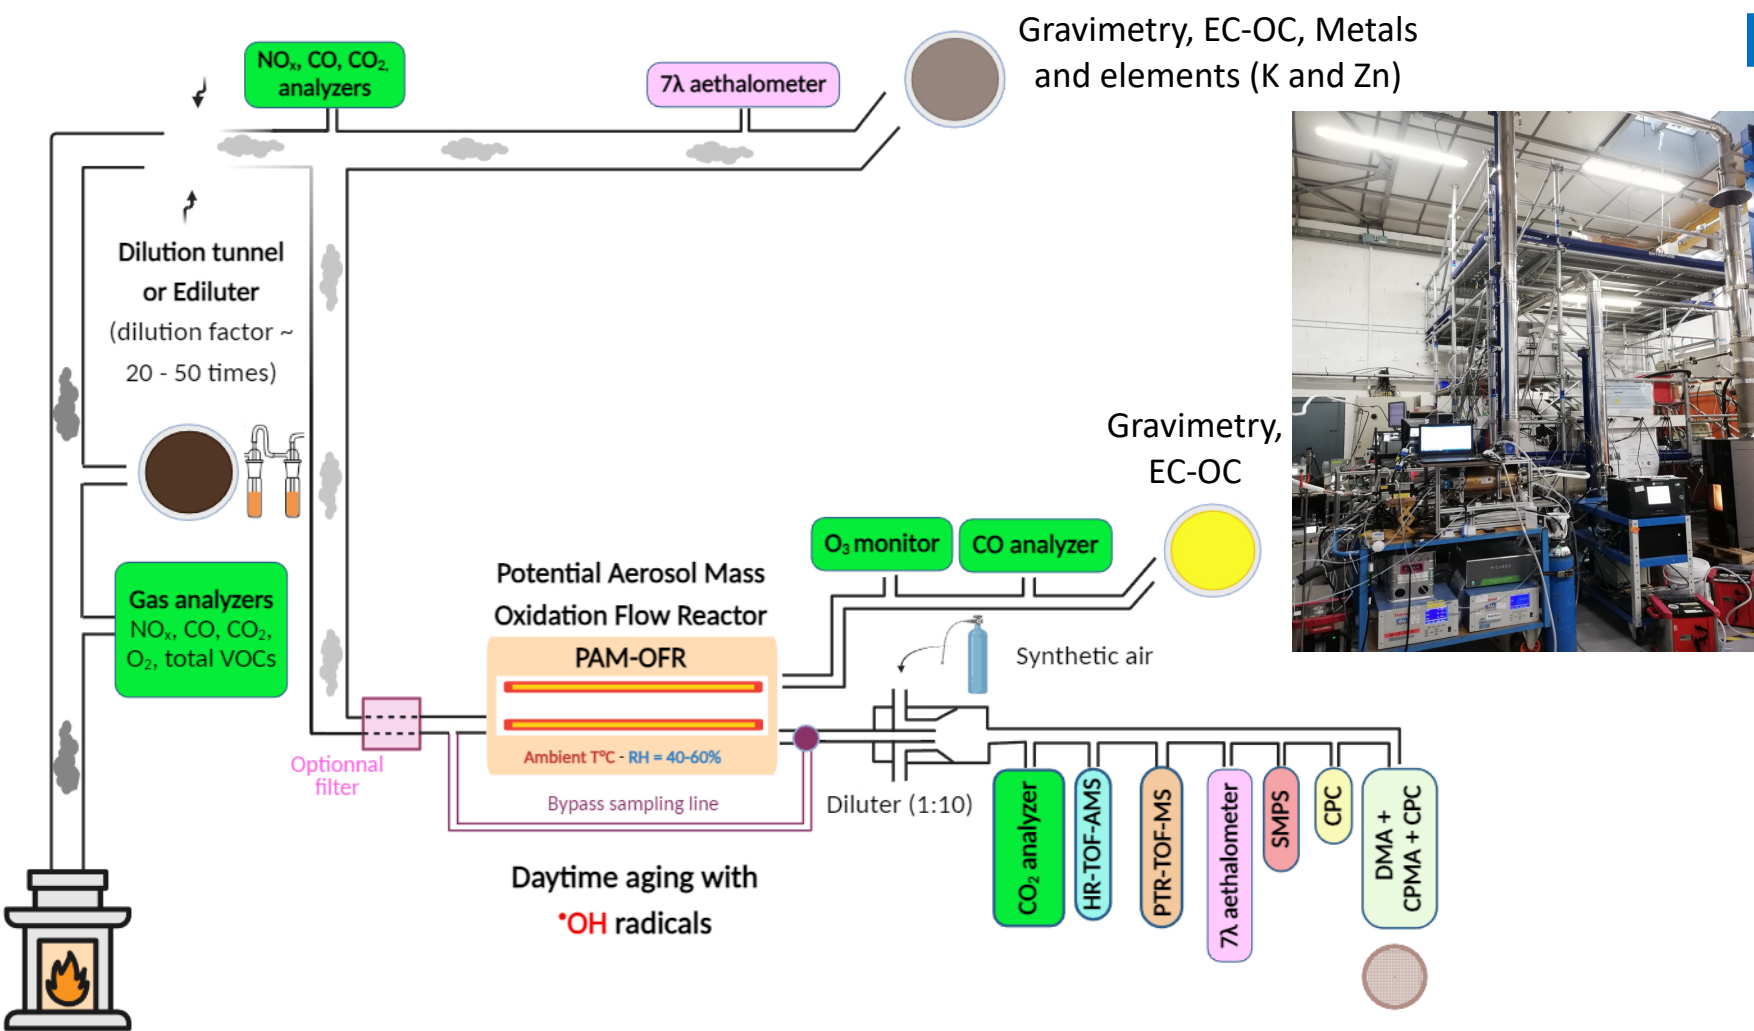 Gravimetry, EC-OC, Metals
and elements (K and Zn)
NOₓ, CO, CO₂,
analyzers
7λ aethalometer
Dilution tunnel
or Ediluter
(dilution factor ~
20 - 50 times)
Gravimetry,
EC-OC
O₃ monitor
CO analyzer
Gas analyzers
NOₓ, CO, CO₂,
O₂, total VOCs
Potential Aerosol Mass
Oxidation Flow Reactor
PAM-OFR
Ambient T°C - RH = 40-60%
Synthetic air
Optionnal
filter
Bypass sampling line
Diluter (1:10)
Daytime aging with
•OH radicals
CO₂ analyzer
HR-TOF-AMS
PTR-TOF-MS
7λ aethalometer
SMPS
CPC
DMA +
CPMA + CPC
PICARRO